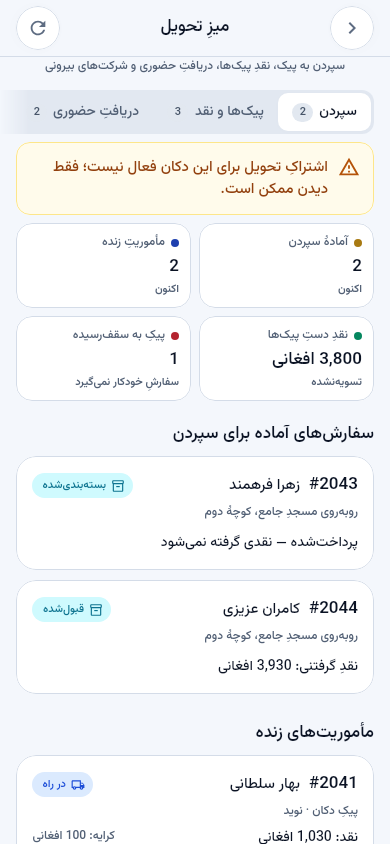 میزِ تحویل
سپردن به پیک، نقدِ پیک‌ها، دریافتِ حضوری و شرکت‌های بیرونی
سپردن 2
پیک‌ها و نقد 3
دریافتِ حضوری 2
اشتراکِ تحویل برای این دکان فعال نیست؛ فقط
دیدن ممکن است.
آمادهٔ سپردن
2
اکنون
مأموریتِ زنده
2
اکنون
نقدِ دستِ پیک‌ها
3,800 افغانی
تسویه‌نشده
پیکِ به سقف‌رسیده
1
سفارشِ خودکار نمی‌گیرد
سفارش‌های آماده برای سپردن
#2043 زهرا فرهمند
بسته‌بندی‌شده
روبه‌روی مسجدِ جامع، کوچهٔ دوم
پرداخت‌شده — نقدی گرفته نمی‌شود
#2044 کامران عزیزی
قبول‌شده
روبه‌روی مسجدِ جامع، کوچهٔ دوم
نقدِ گرفتنی: 3,930 افغانی
مأموریت‌های زنده
#2041 بهار سلطانی
در راه
پیکِ دکان · نوید
نقد: 1,030 افغانی
کرایه: 100 افغانی